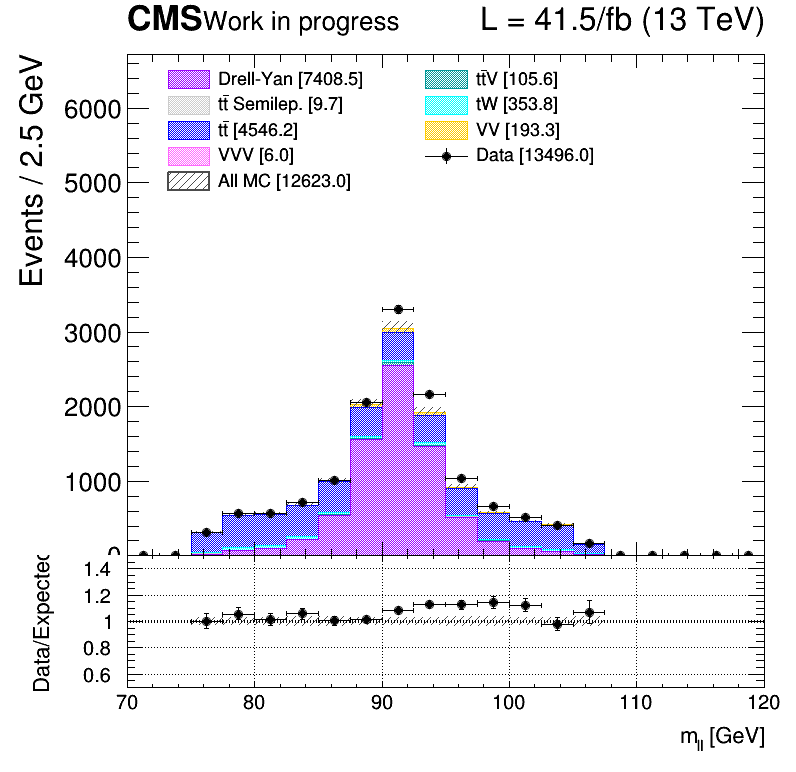 CMS Work in progress L = 41.5/fb (13 TeV)
Events / 2.5 GeV
Drell-Yan [7408.5]
tt̄ Semilep. [9.7]
tt̄ [4546.2]
VVV [6.0]
All MC [12623.0]
tt̄V [105.6]
tW [353.8]
VV [193.3]
Data [13496.0]
6000
5000
4000
3000
2000
1000
0
Data/Expected
1.4
1.2
1
0.8
0.6
70 80 90 100 110 120
m_ll [GeV]